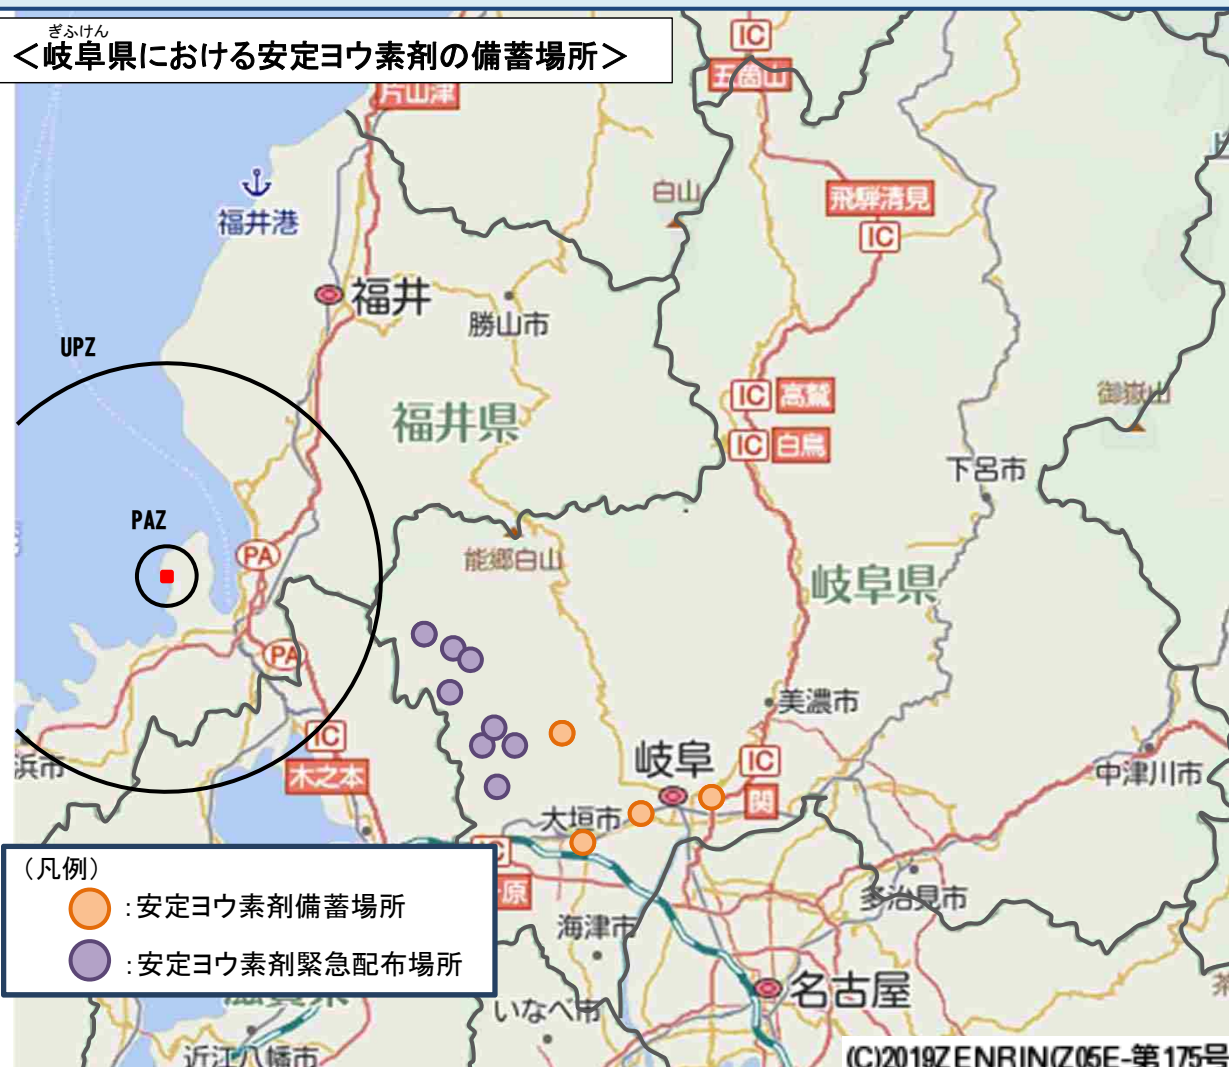 ぎふけん
＜岐阜県における安定ヨウ素剤の備蓄場所＞
IC
五箇山
片山津
白山
飛騨清見
IC
福井港
福井
勝山市
UPZ
IC 高鷲
御嶽山
福井県
IC 白鳥
下呂市
PAZ
PA
能郷白山
岐阜県
PA
美濃市
IC
岐阜
IC
浜市
木之本
中津川市
関
大垣市
（凡例）
：安定ヨウ素剤備蓄場所
原
多治見市
海津市
：安定ヨウ素剤緊急配布場所
名古屋
いなべ市
近江八幡市
(C)2019ZENRIN(Z05E-第175号